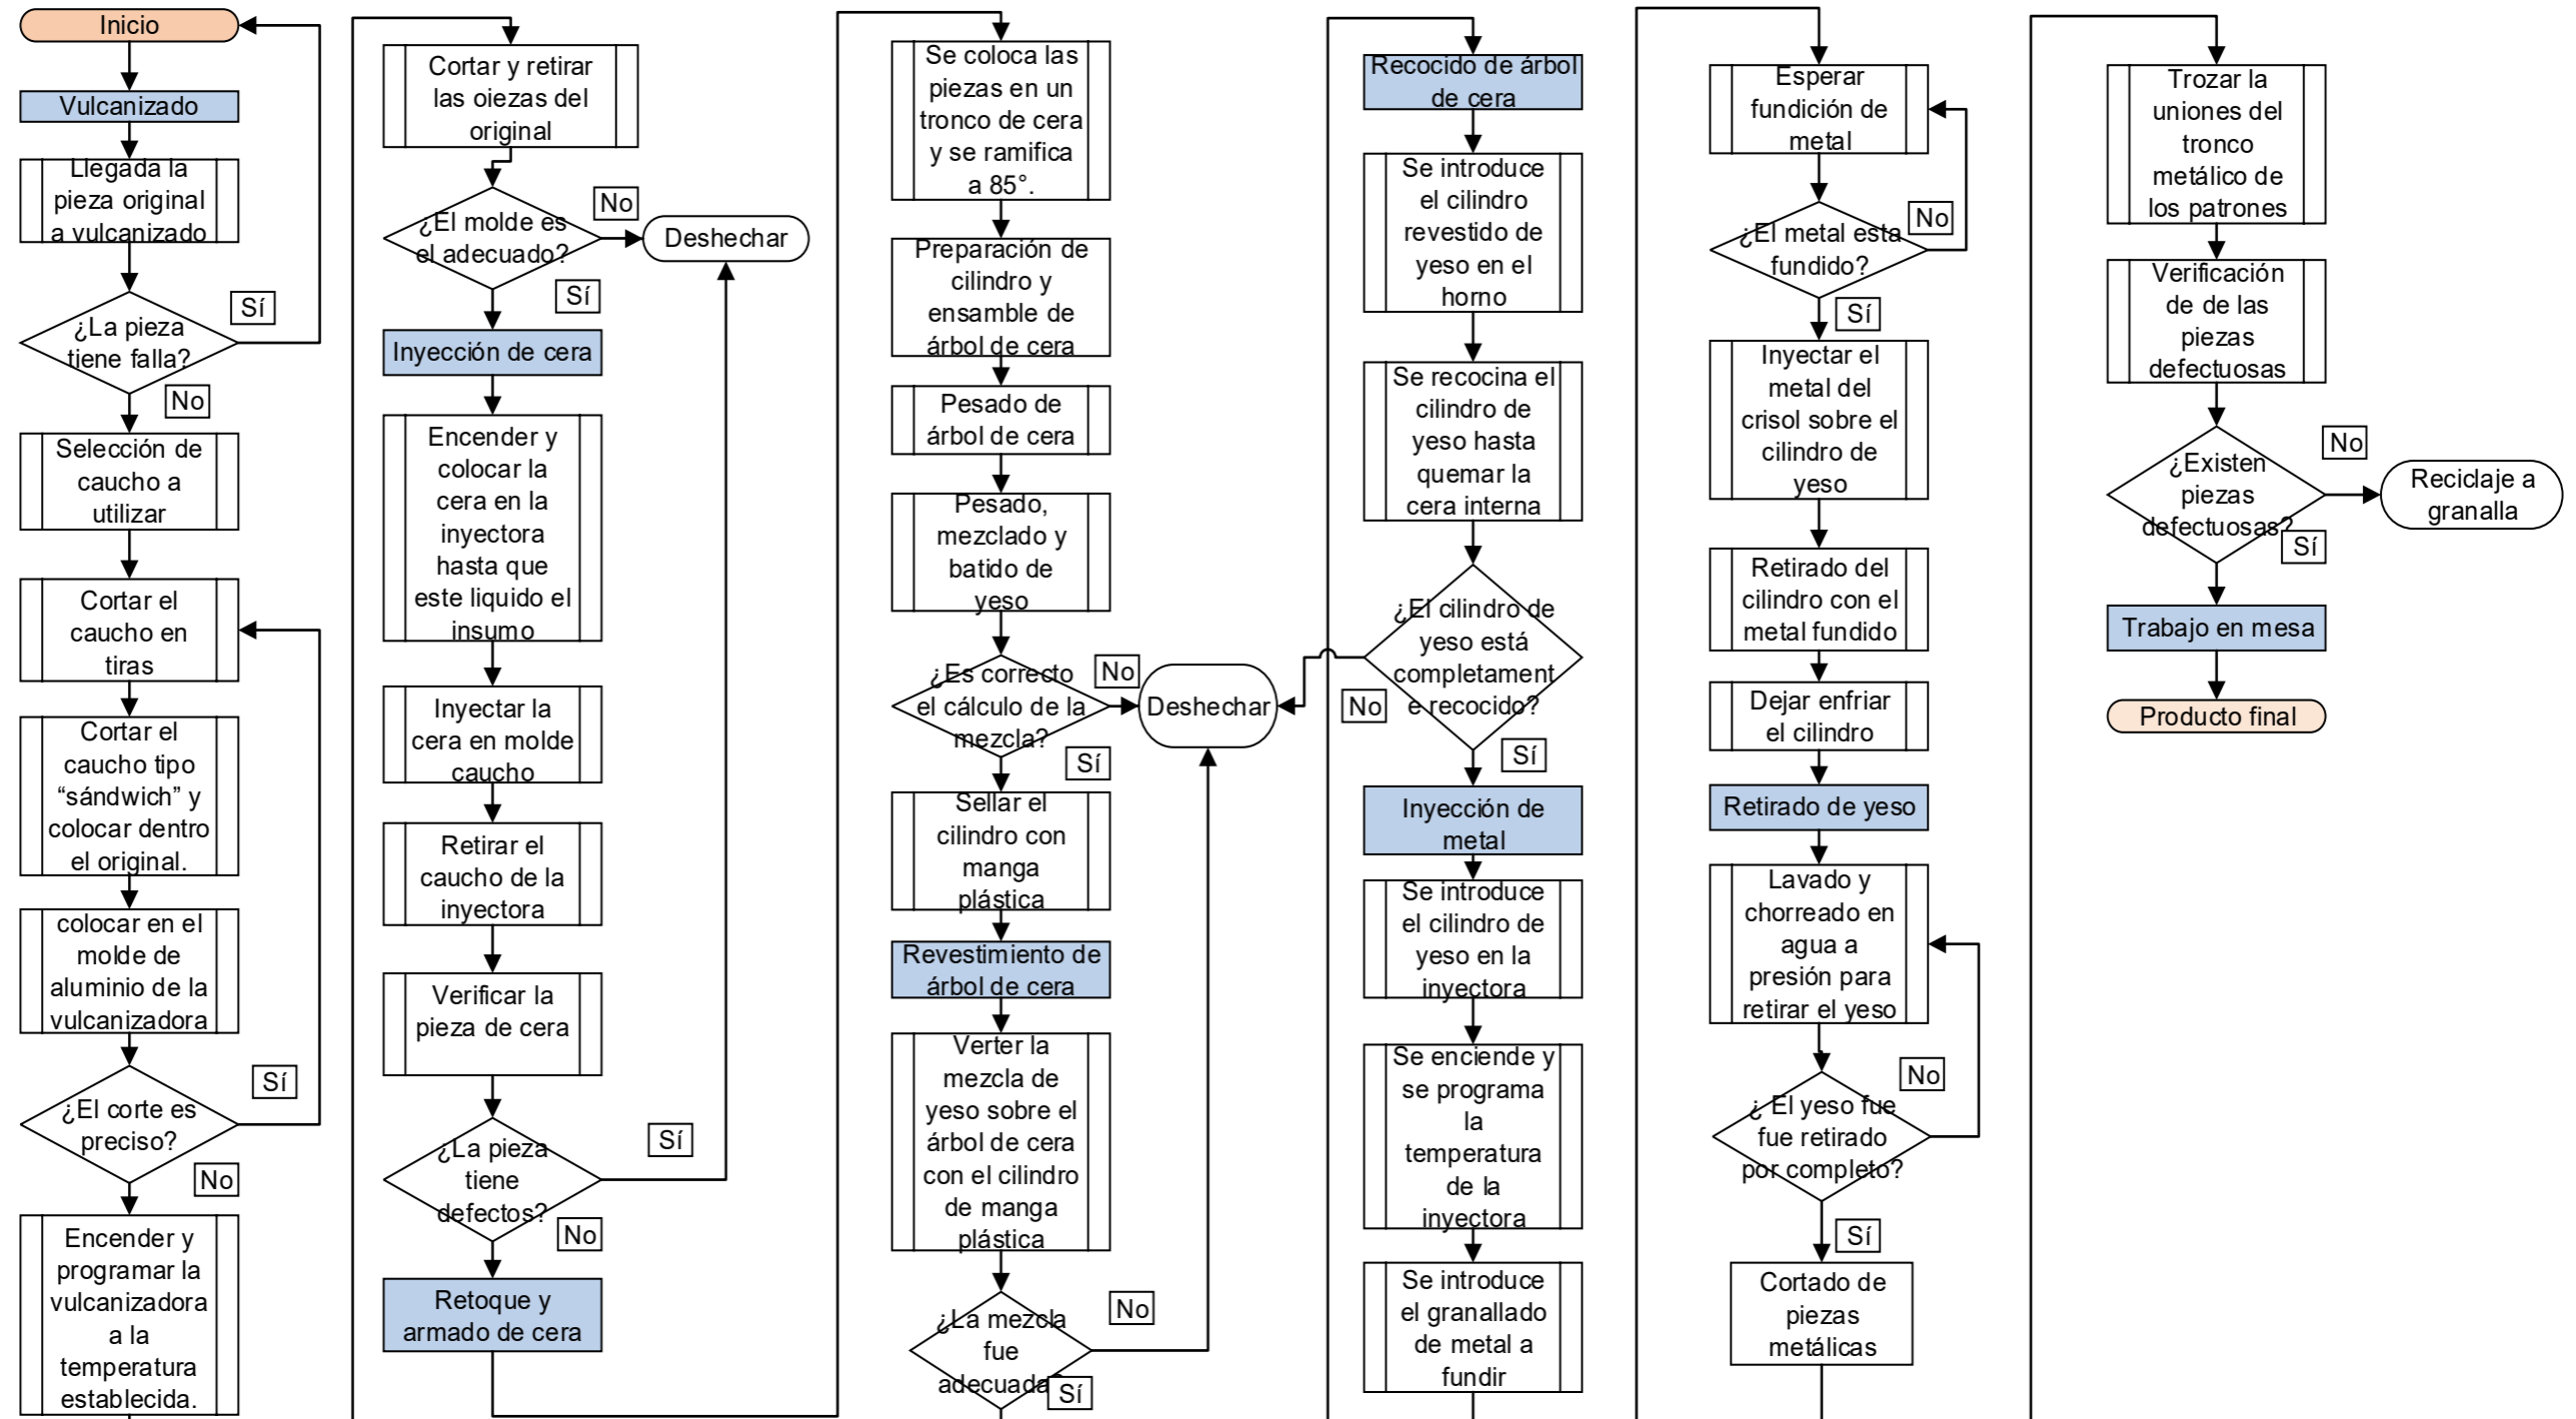 Inicio
Vulcanizado
Llegada la
pieza original
a vulcanizado
Sí
¿La pieza
tiene falla?
No
Selección de
caucho a
utilizar
Cortar el
caucho en
tiras
Cortar el
caucho tipo
“sándwich” y
colocar dentro
el original.
colocar en el
molde de
aluminio de la
vulcanizadora
Sí
¿El corte es
preciso?
No
Encender y
programar la
vulcanizadora
a la
temperatura
establecida.
Cortar y retirar
las oiezas del
original
No
¿El molde es
el adecuado?
Deshechar
Sí
Inyección de cera
Encender y
colocar la
cera en la
inyectora
hasta que
este liquido el
insumo
Inyectar la
cera en molde
caucho
Retirar el
caucho de la
inyectora
Verificar la
pieza de cera
Sí
¿La pieza
tiene
defectos?
No
Retoque y
armado de cera
Se coloca las
piezas en un
tronco de cera
y se ramifica
a 85°.
Preparación de
cilindro y
ensamble de
árbol de cera
Pesado de
árbol de cera
Pesado,
mezclado y
batido de
yeso
¿Es correcto
el cálculo de la
mezcla?
No
Deshechar
Sí
Sellar el
cilindro con
manga
plástica
Revestimiento de
árbol de cera
Verter la
mezcla de
yeso sobre el
árbol de cera
con el cilindro
de manga
plástica
No
¿La mezcla
fue
adecuada?
Sí
Recocido de árbol
de cera
Se introduce
el cilindro
revestido de
yeso en el
horno
Se recocina el
cilindro de
yeso hasta
quemar la
cera interna
¿El cilindro de
yeso está
completament
e recocido?
No
Sí
Inyección de
metal
Se introduce
el cilindro de
yeso en la
inyectora
Se enciende y
se programa
la
temperatura
de la
inyectora
Se introduce
el granallado
de metal a
fundir
Esperar
fundición de
metal
No
¿El metal esta
fundido?
Sí
Inyectar el
metal del
crisol sobre el
cilindro de
yeso
Retirado del
cilindro con el
metal fundido
Dejar enfriar
el cilindro
Retirado de yeso
Lavado y
chorreado en
agua a
presión para
retirar el yeso
No
¿ El yeso fue
fue retirado
por completo?
Sí
Cortado de
piezas
metálicas
Trozar la
uniones del
tronco
metálico de
los patrones
Verificación
de de las
piezas
defectuosas
No
¿Existen
piezas
defectuosas?
Reciclaje a
granalla
Sí
Trabajo en mesa
Producto final